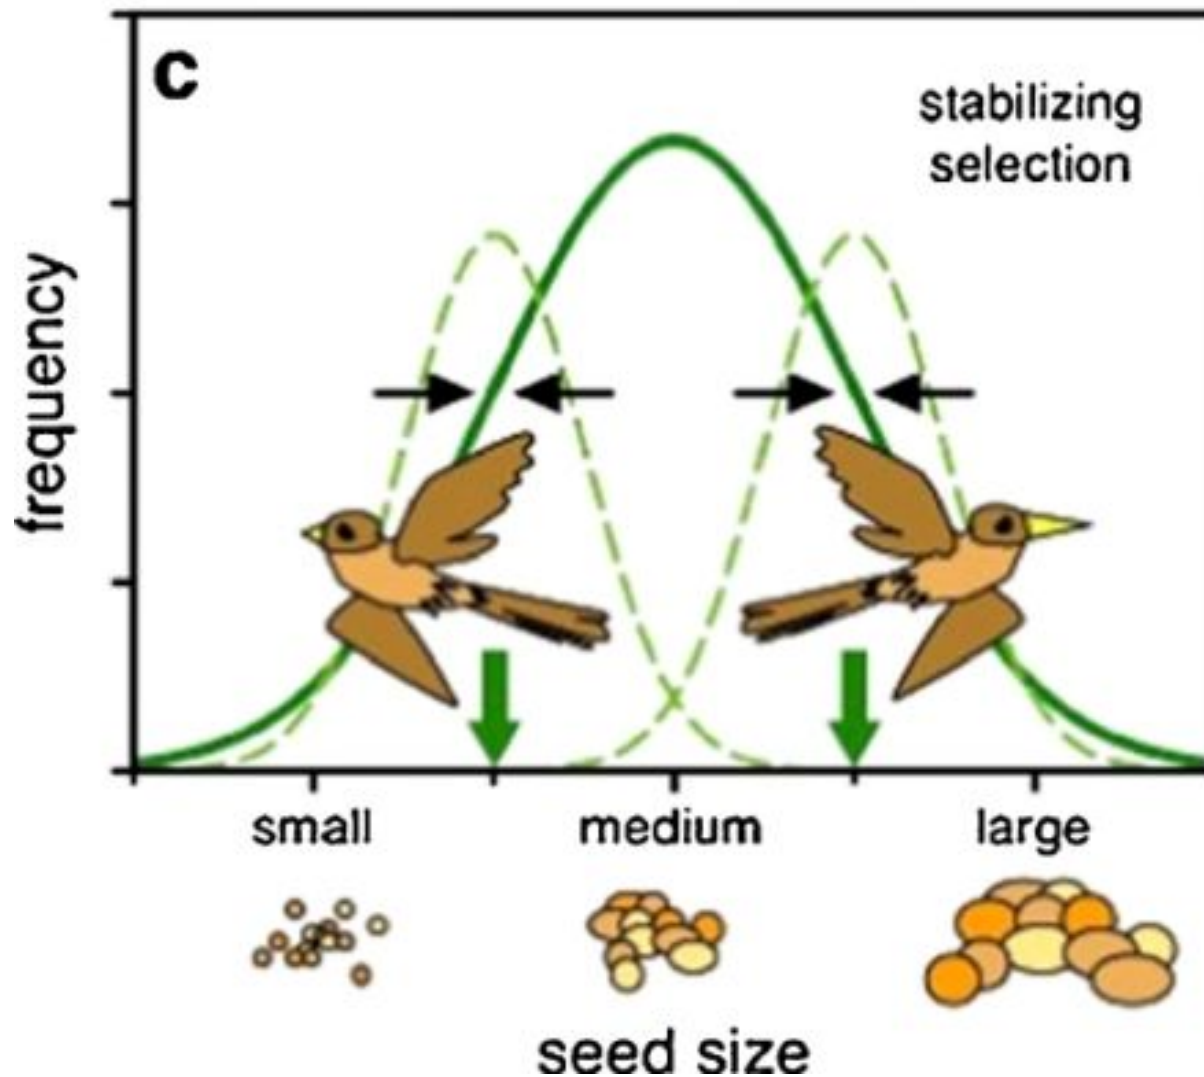 c
stabilizing
selection
frequency
small medium large
seed size